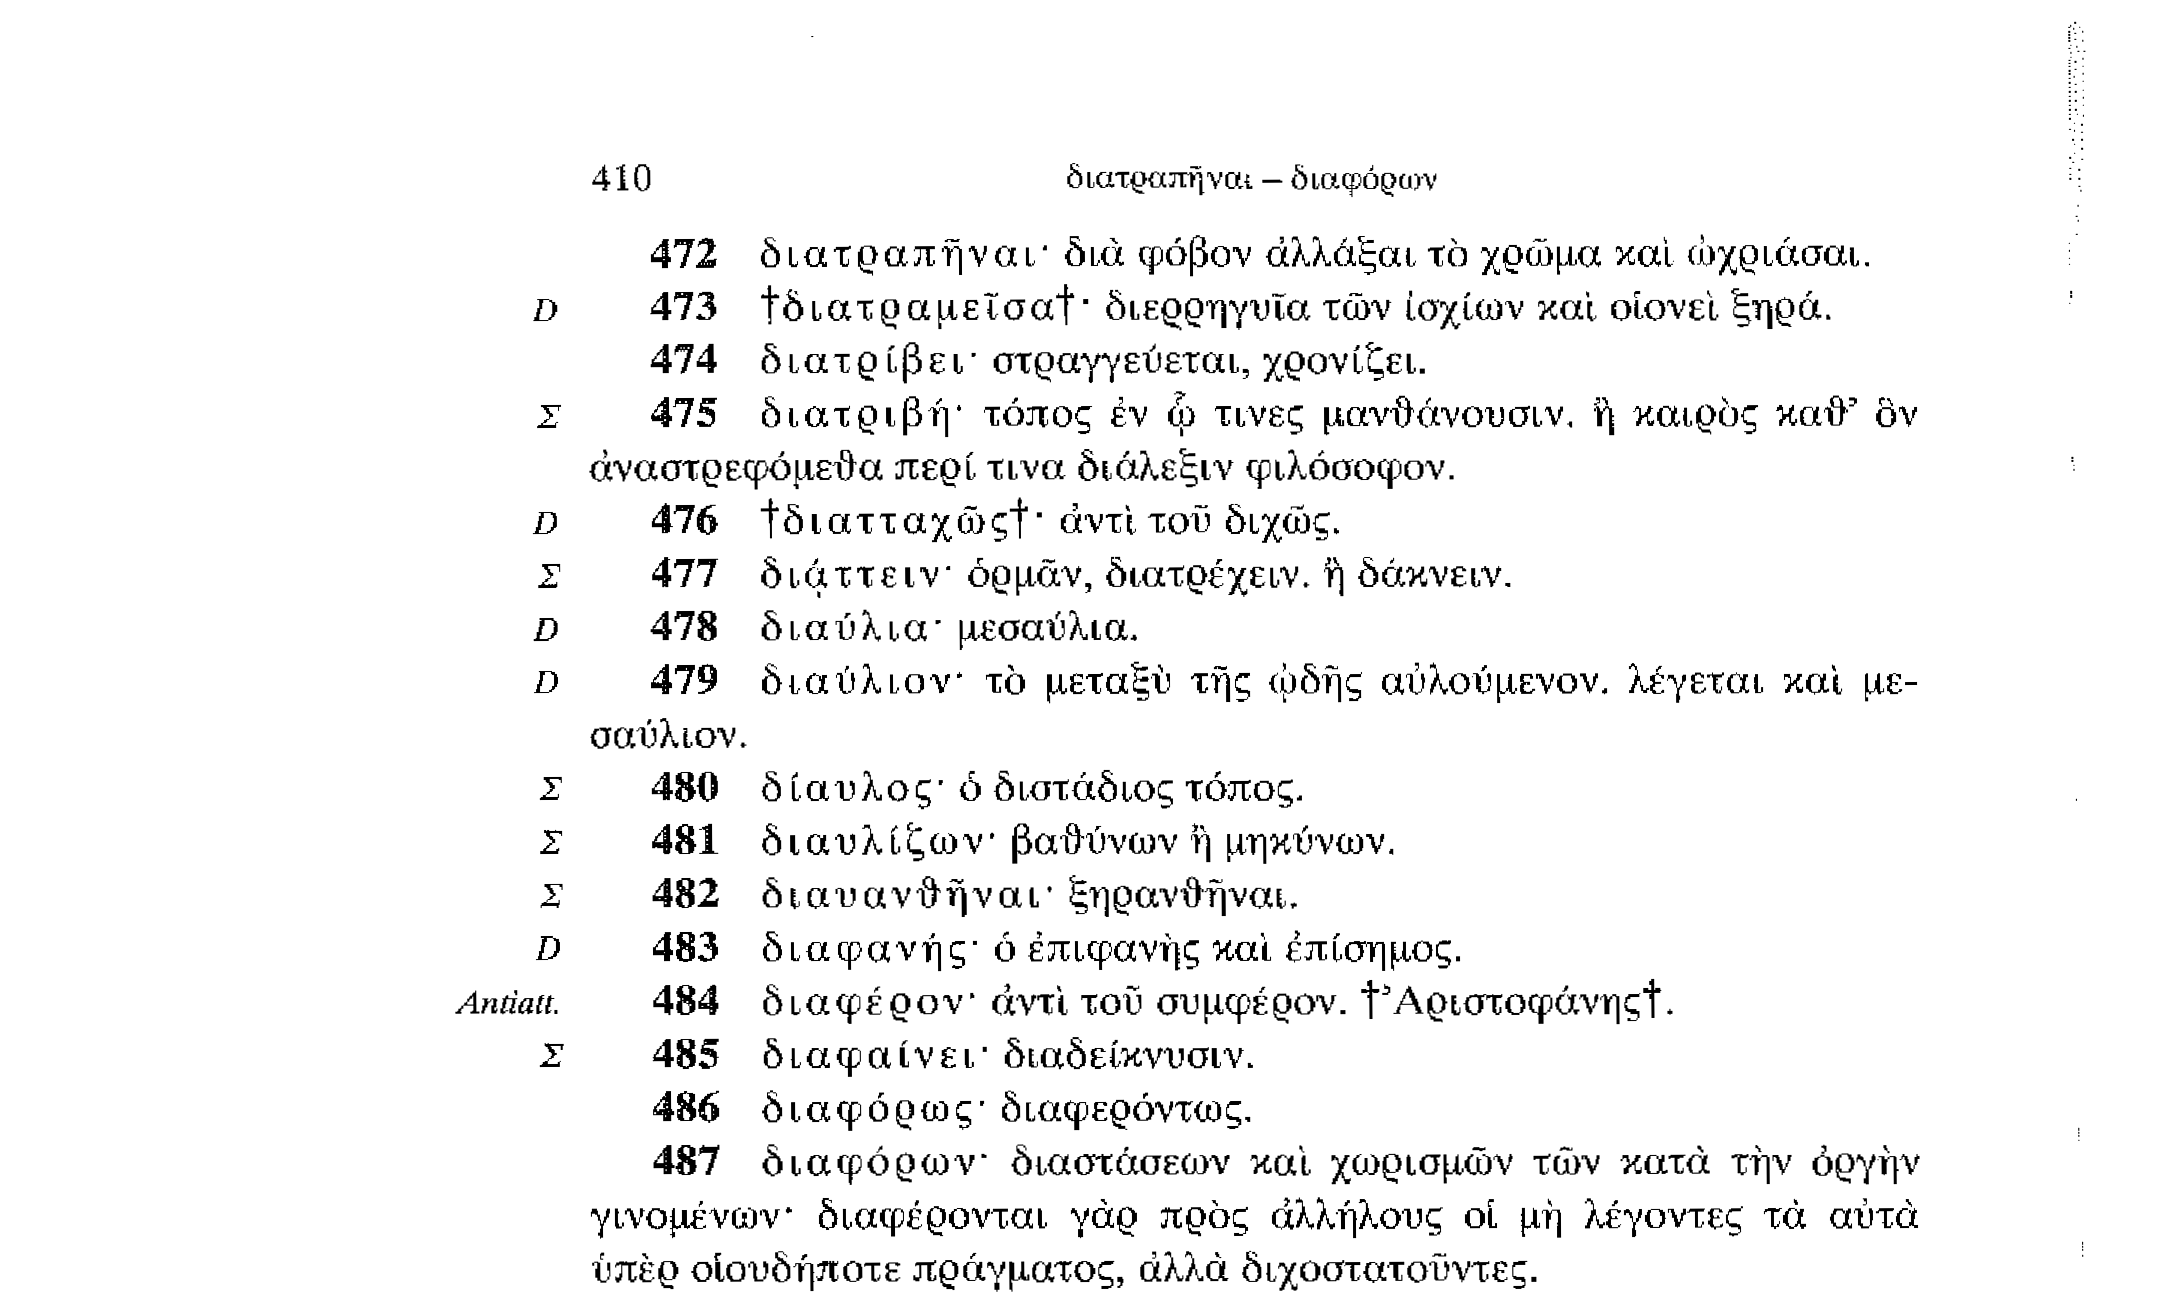 410 διατραπῆναι – διαφόρων
472 διατραπῆναι· διὰ φόβον ἀλλάξαι τὸ χρῶμα καὶ ὠχριάσαι.
D 473 †διατραμεῖσα†· διερρηγυῖα τῶν ἰσχίων καὶ οἱονεὶ ξηρά.
474 διατρίβει· στραγγεύεται, χρονίζει.
Σ 475 διατριβή· τόπος ἐν ᾧ τινες μανθάνουσιν. ἢ καιρὸς καθ’ ὃν
ἀναστρεφόμεθα περί τινα διάλεξιν φιλόσοφον.
D 476 †διατταχῶς†· ἀντὶ τοῦ διχῶς.
Σ 477 διᾴττειν· ὁρμᾶν, διατρέχειν. ἢ δάκνειν.
D 478 διαύλια· μεσαύλια.
D 479 διαύλιον· τὸ μεταξὺ τῆς ᾠδῆς αὐλούμενον. λέγεται καὶ με-
σαύλιον.
Σ 480 δίαυλος· ὁ διστάδιος τόπος.
Σ 481 διαυλίζων· βαθύνων ἢ μηκύνων.
Σ 482 διαυανθῆναι· ξηρανθῆναι.
D 483 διαφανής· ὁ ἐπιφανὴς καὶ ἐπίσημος.
Antiatt. 484 διαφέρον· ἀντὶ τοῦ συμφέρον. †Ἀριστοφάνης†.
Σ 485 διαφαίνει· διαδείκνυσιν.
486 διαφόρως· διαφερόντως.
487 διαφόρων· διαστάσεων καὶ χωρισμῶν τῶν κατὰ τὴν ὀργὴν
γινομένων· διαφέρονται γὰρ πρὸς ἀλλήλους οἱ μὴ λέγοντες τὰ αὐτὰ
ὑπὲρ οἱουδήποτε πράγματος, ἀλλὰ διχοστατοῦντες.